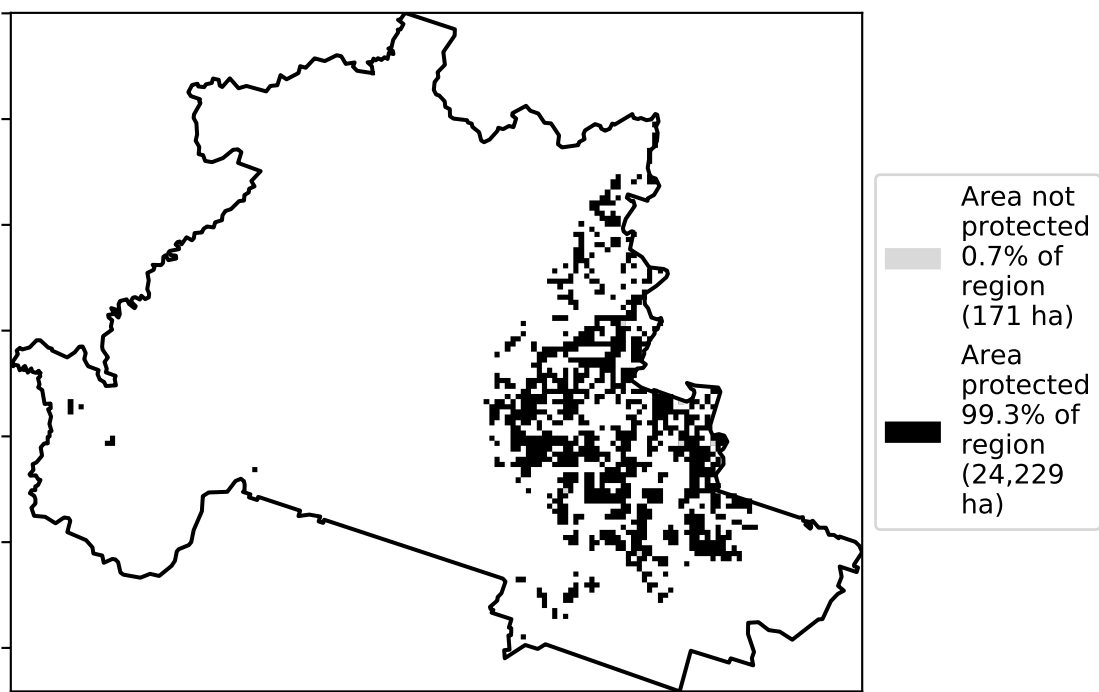 Area not
protected
0.7% of
region
(171 ha)
Area
protected
99.3% of
region
(24,229
ha)